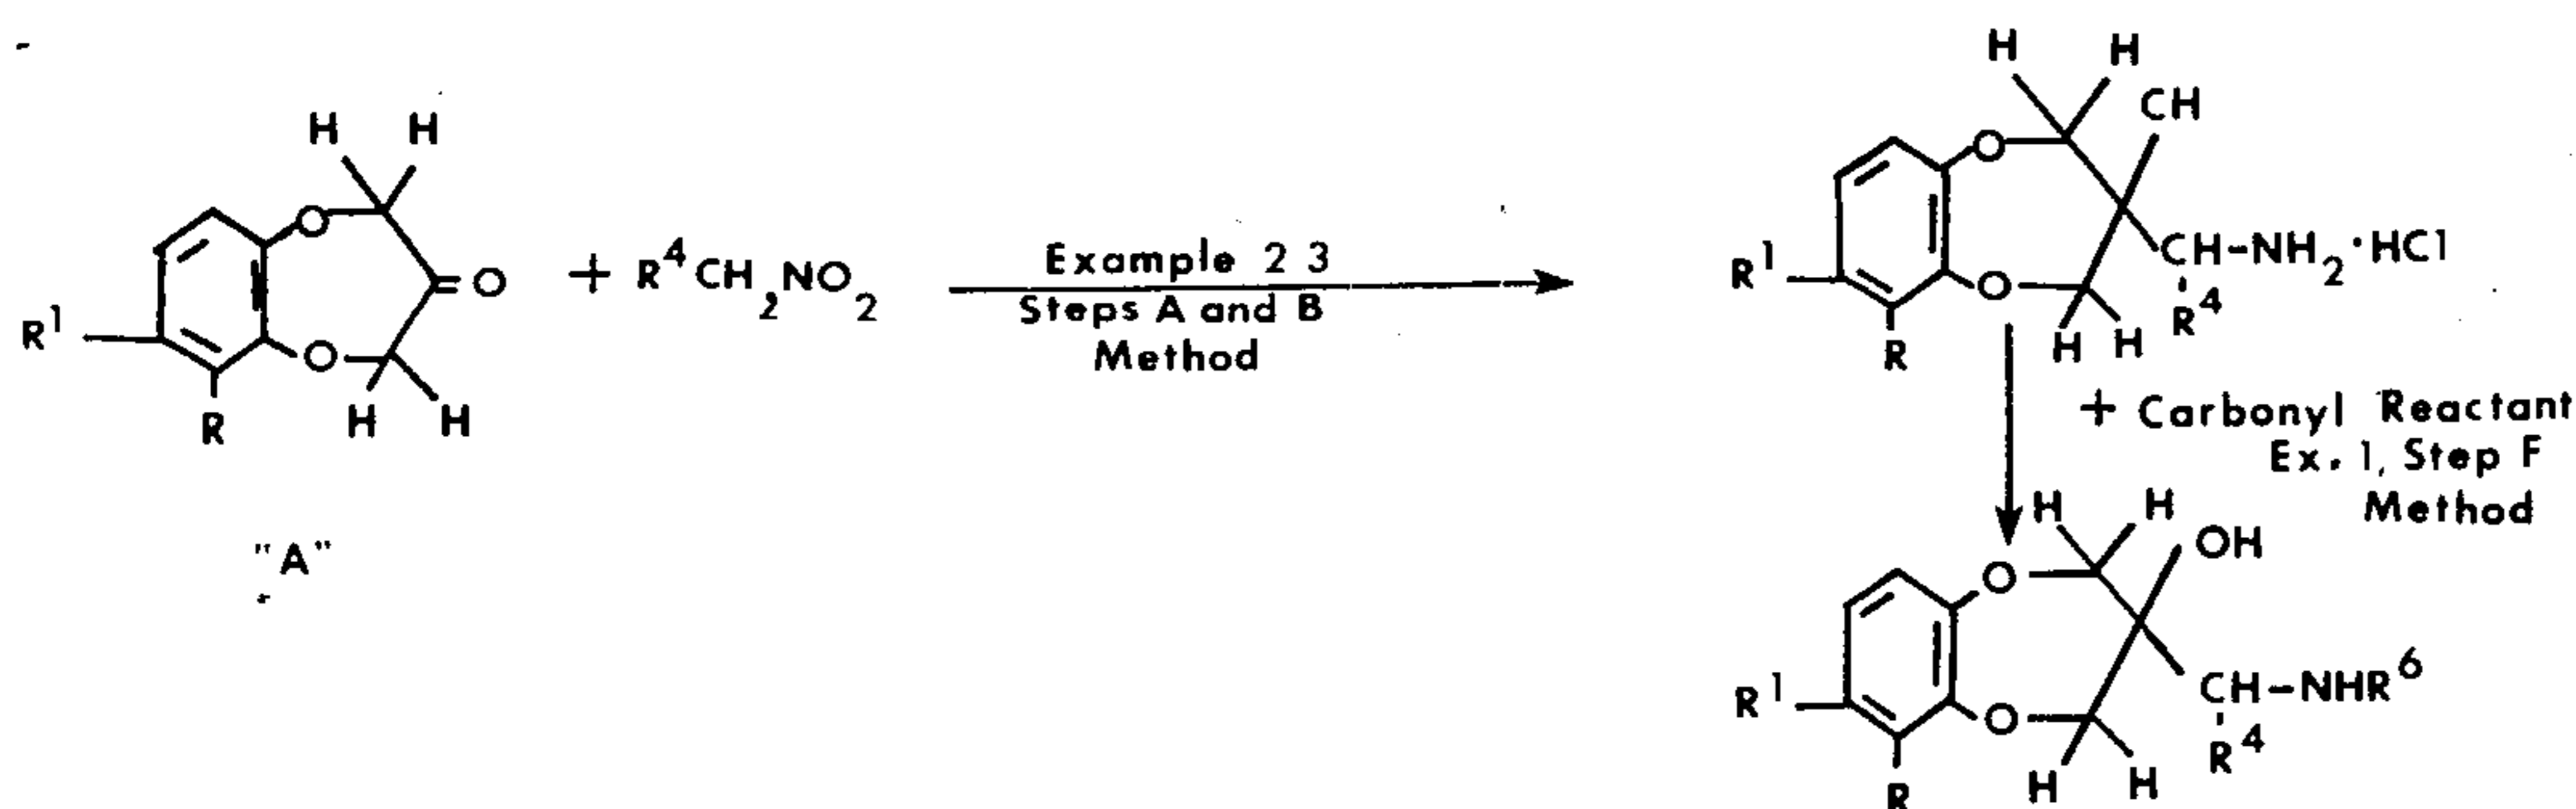 H H
O
=O
O
R¹
H H
R
"A"
+ R⁴CH₂NO₂
Example 2 3
Steps A and B
Method
H H
CH
O
CH-NH₂·HCl
R⁴
O
R¹
H H
R
+ Carbonyl Reactant
Ex. 1, Step F
Method
H H
OH
O
CH-NHR⁶
R⁴
O
R¹
H H
R